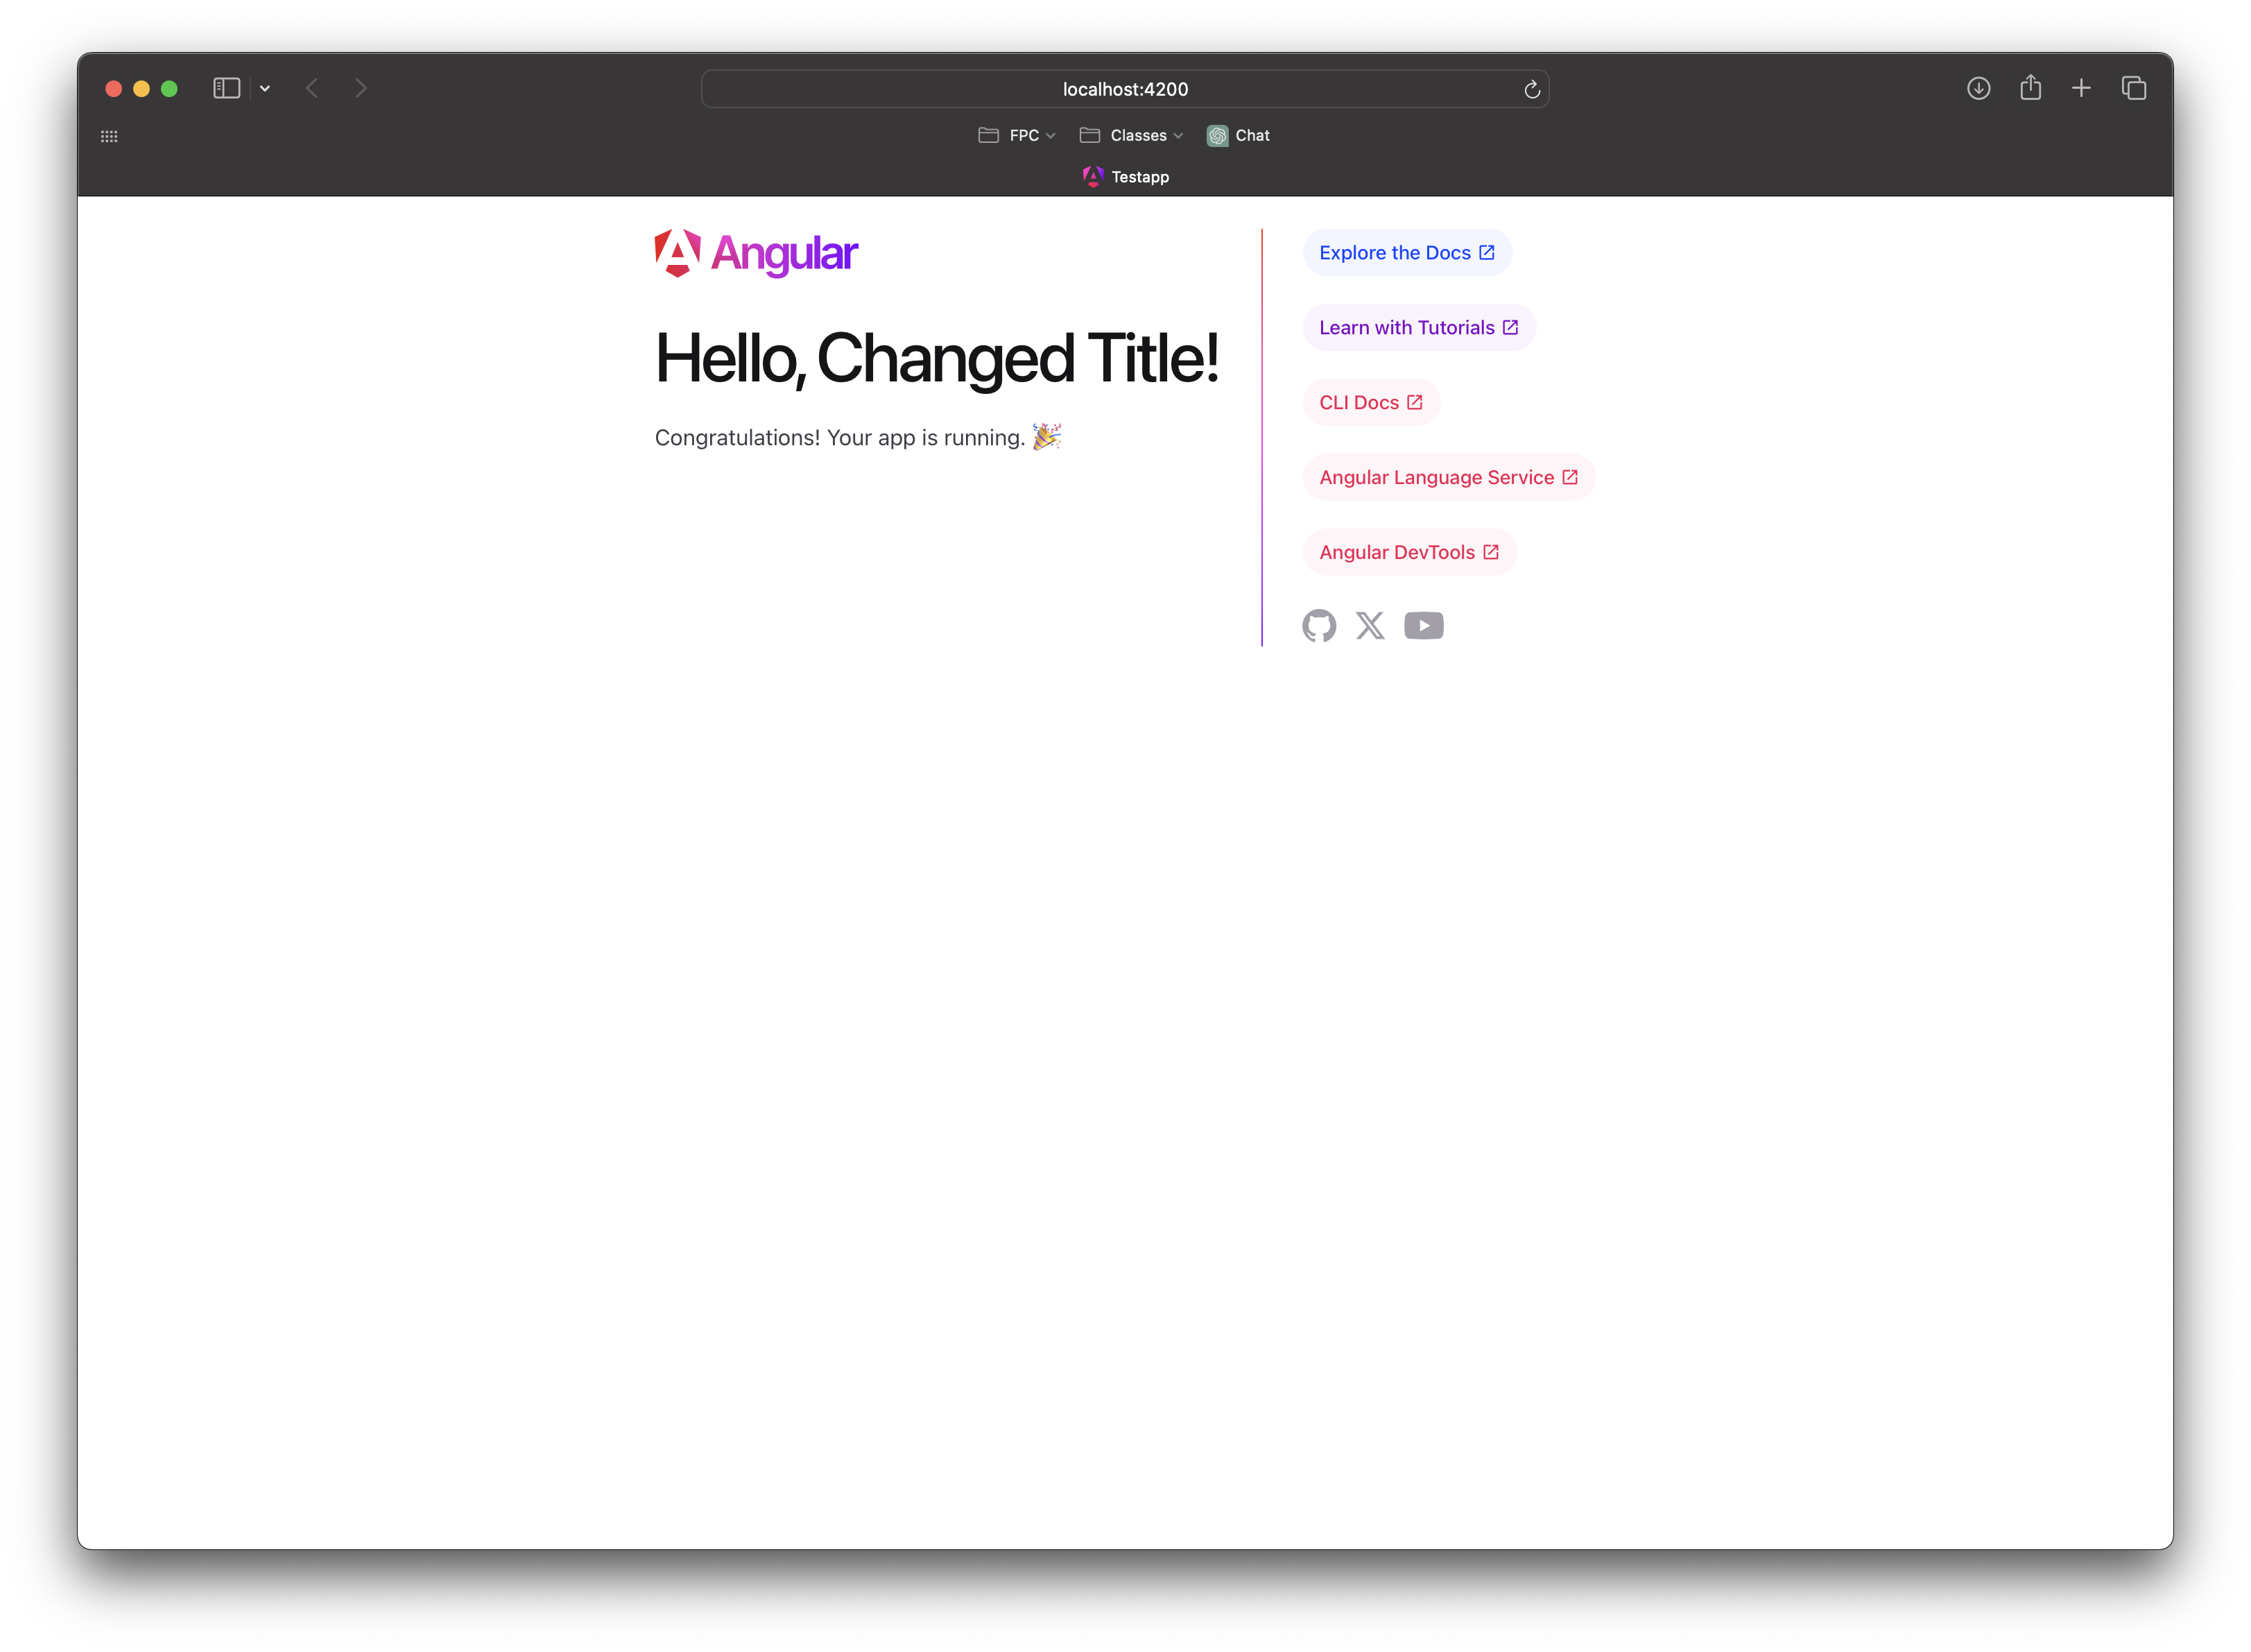 localhost:4200
FPC
Classes
Chat
Testapp
Angular
Hello, Changed Title!
Congratulations! Your app is running. 🎉
Explore the Docs
Learn with Tutorials
CLI Docs
Angular Language Service
Angular DevTools